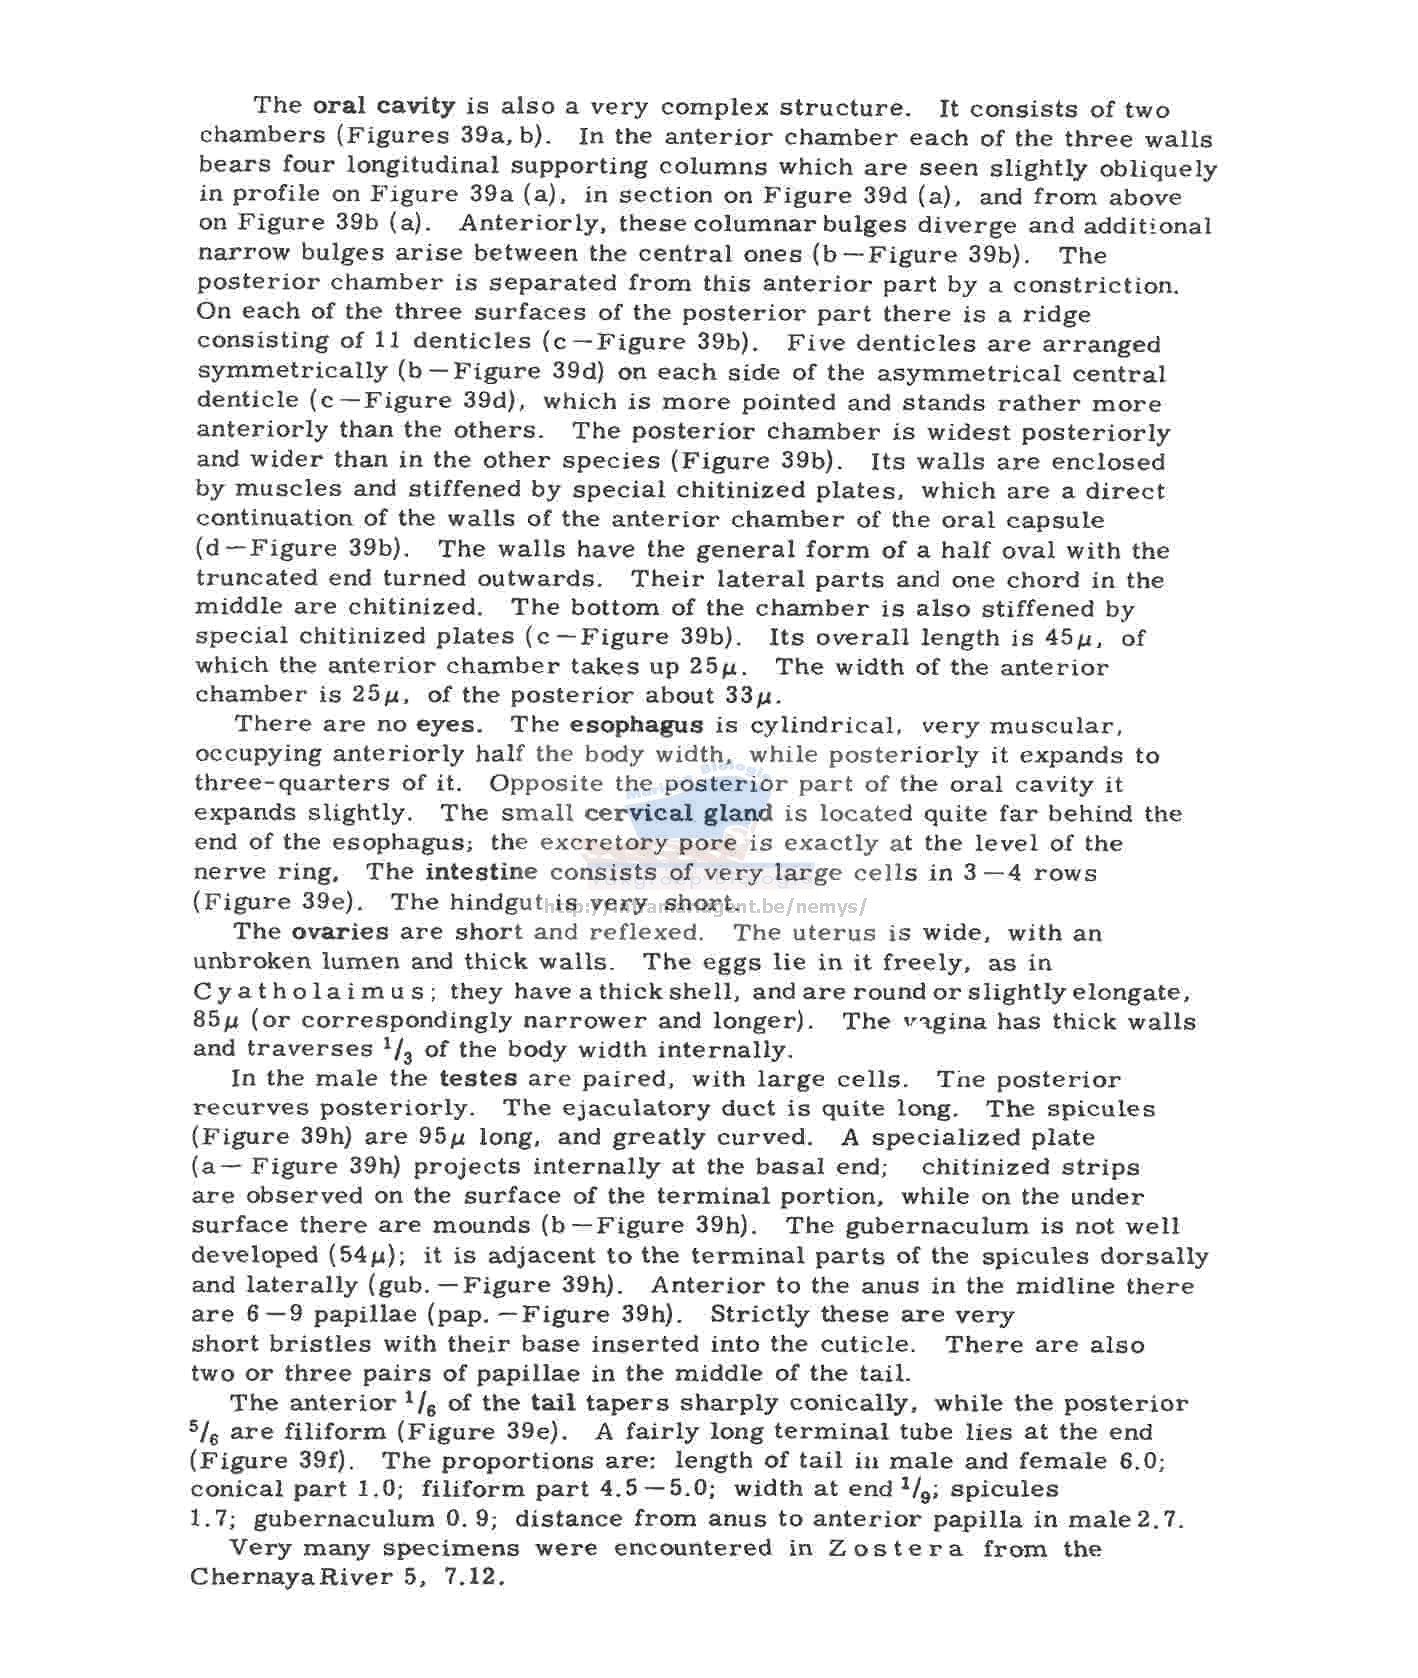 The oral cavity is also a very complex structure. It consists of two
chambers (Figures 39a, b). In the anterior chamber each of the three walls
bears four longitudinal supporting columns which are seen slightly obliquely
in profile on Figure 39a (a), in section on Figure 39d (a), and from above
on Figure 39b (a). Anteriorly, these columnar bulges diverge and additional
narrow bulges arise between the central ones (b — Figure 39b). The
posterior chamber is separated from this anterior part by a constriction.
On each of the three surfaces of the posterior part there is a ridge
consisting of 11 denticles (c — Figure 39b). Five denticles are arranged
symmetrically (b — Figure 39d) on each side of the asymmetrical central
denticle (c — Figure 39d), which is more pointed and stands rather more
anteriorly than the others. The posterior chamber is widest posteriorly
and wider than in the other species (Figure 39b). Its walls are enclosed
by muscles and stiffened by special chitinized plates, which are a direct
continuation of the walls of the anterior chamber of the oral capsule
(d — Figure 39b). The walls have the general form of a half oval with the
truncated end turned outwards. Their lateral parts and one chord in the
middle are chitinized. The bottom of the chamber is also stiffened by
special chitinized plates (c — Figure 39b). Its overall length is 45μ, of
which the anterior chamber takes up 25μ. The width of the anterior
chamber is 25μ, of the posterior about 33μ.
There are no eyes. The esophagus is cylindrical, very muscular,
occupying anteriorly half the body width, while posteriorly it expands to
three-quarters of it. Opposite the posterior part of the oral cavity it
expands slightly. The small cervical gland is located quite far behind the
end of the esophagus; the excretory pore is exactly at the level of the
nerve ring. The intestine consists of very large cells in 3 — 4 rows
(Figure 39e). The hindgut is very short.
The ovaries are short and reflexed. The uterus is wide, with an
unbroken lumen and thick walls. The eggs lie in it freely, as in
Cyatholaimus; they have a thick shell, and are round or slightly elongate,
85μ (or correspondingly narrower and longer). The vagina has thick walls
and traverses 1/3 of the body width internally.
In the male the testes are paired, with large cells. The posterior
recurves posteriorly. The ejaculatory duct is quite long. The spicules
(Figure 39h) are 95μ long, and greatly curved. A specialized plate
(a — Figure 39h) projects internally at the basal end; chitinized strips
are observed on the surface of the terminal portion, while on the under
surface there are mounds (b — Figure 39h). The gubernaculum is not well
developed (54μ); it is adjacent to the terminal parts of the spicules dorsally
and laterally (gub. — Figure 39h). Anterior to the anus in the midline there
are 6 — 9 papillae (pap. — Figure 39h). Strictly these are very
short bristles with their base inserted into the cuticle. There are also
two or three pairs of papillae in the middle of the tail.
The anterior 1/6 of the tail tapers sharply conically, while the posterior
5/6 are filiform (Figure 39e). A fairly long terminal tube lies at the end
(Figure 39f). The proportions are: length of tail in male and female 6.0;
conical part 1.0; filiform part 4.5 — 5.0; width at end 1/9; spicules
1.7; gubernaculum 0.9; distance from anus to anterior papilla in male 2.7.
Very many specimens were encountered in Zostera from the
Chernaya River 5, 7.12.